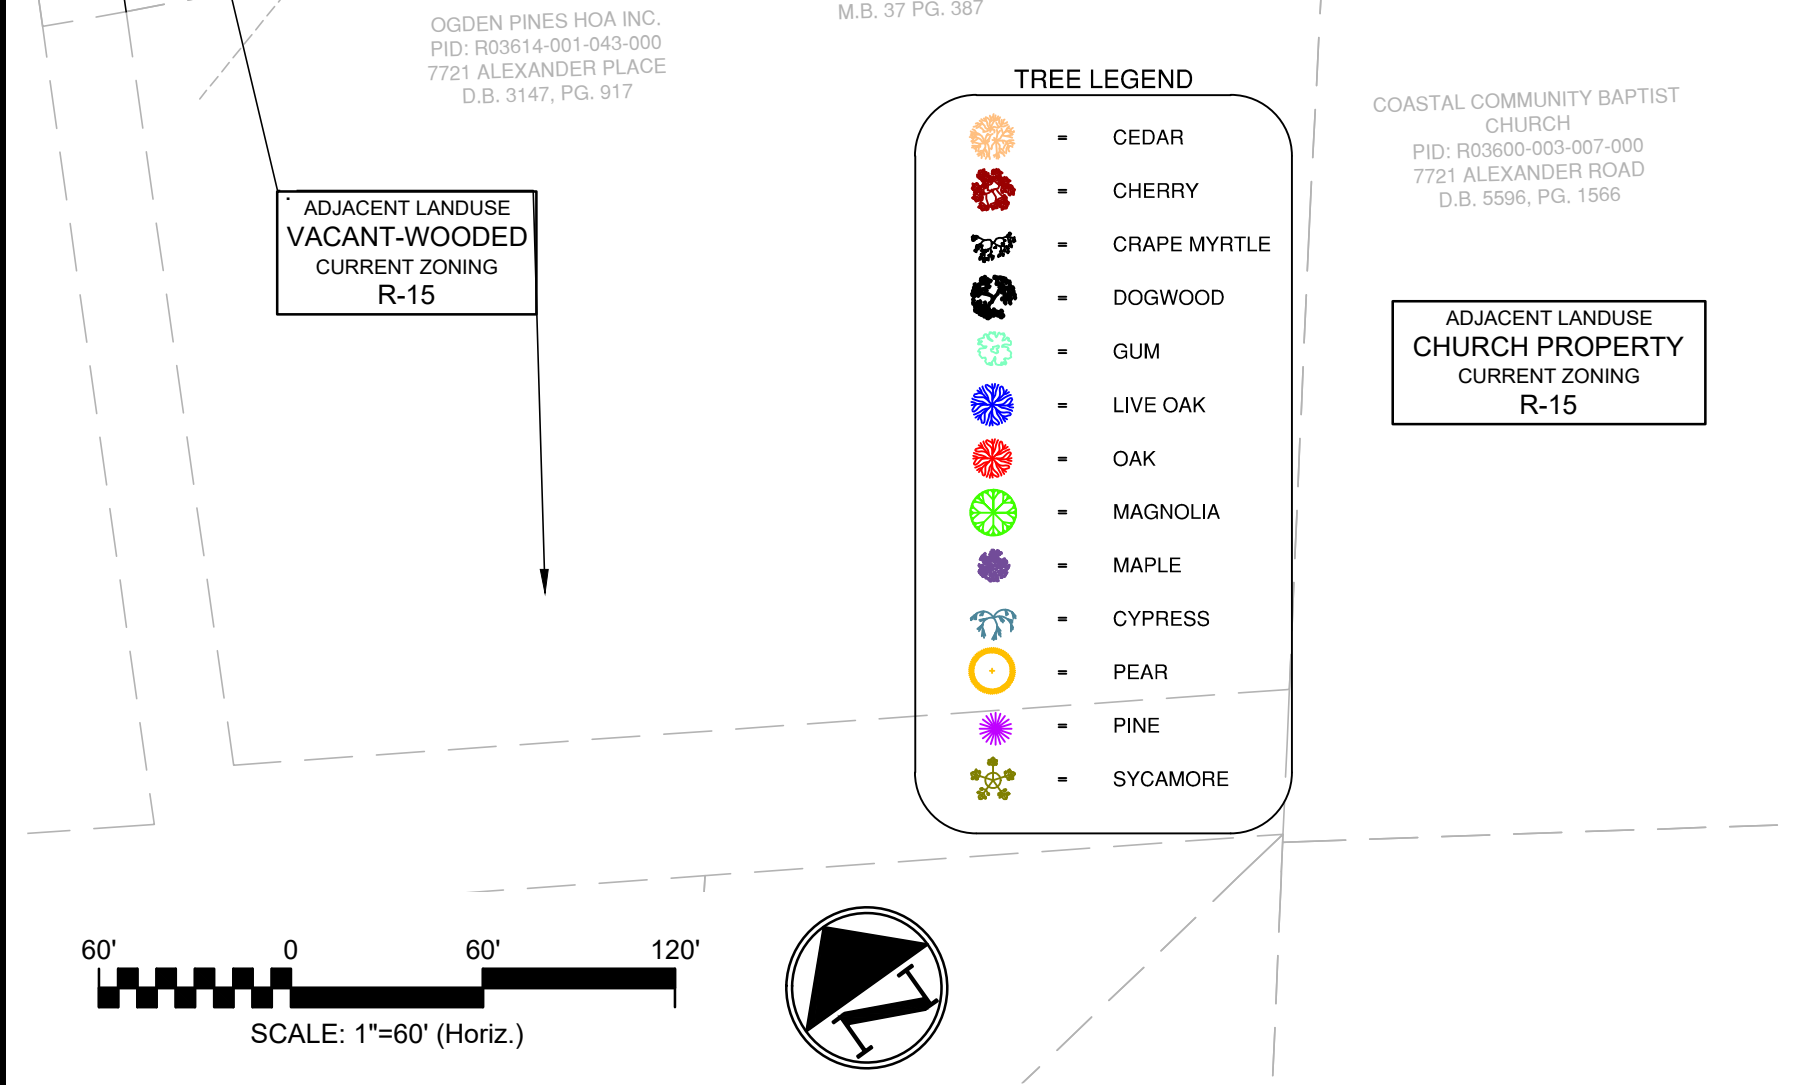 OGDEN PINES HOA INC.
PID: R03614-001-043-000
7721 ALEXANDER PLACE
D.B. 3147, PG. 917
M.B. 37 PG. 387
COASTAL COMMUNITY BAPTIST
CHURCH
PID: R03600-003-007-000
7721 ALEXANDER ROAD
D.B. 5596, PG. 1566
ADJACENT LANDUSE
VACANT-WOODED
CURRENT ZONING
R-15
TREE LEGEND
= CEDAR
= CHERRY
= CRAPE MYRTLE
= DOGWOOD
= GUM
= LIVE OAK
= OAK
= MAGNOLIA
= MAPLE
= CYPRESS
= PEAR
= PINE
= SYCAMORE
ADJACENT LANDUSE
CHURCH PROPERTY
CURRENT ZONING
R-15
60' 0 60' 120'
SCALE: 1"=60' (Horiz.)
N